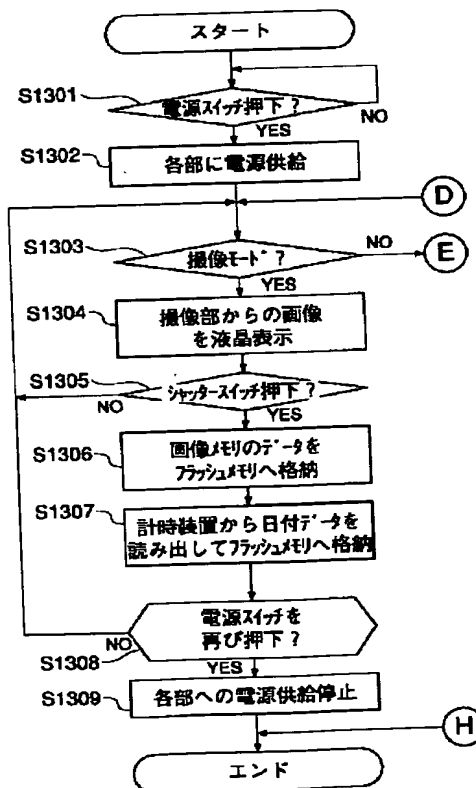 スタート
S1301
電源スイッチ押下?
NO
YES
S1302
各部に電源供給
D
S1303
撮像モード?
NO
E
YES
S1304
撮像部からの画像
を液晶表示
S1305
シャッタースイッチ押下?
NO
YES
S1306
画像メモリのデータを
フラッシュメモリへ格納
S1307
計時装置から日付データを
読み出してフラッシュメモリへ格納
電源スイッチを
再び押下?
NO
S1308
YES
S1309
各部への電源供給停止
H
エンド